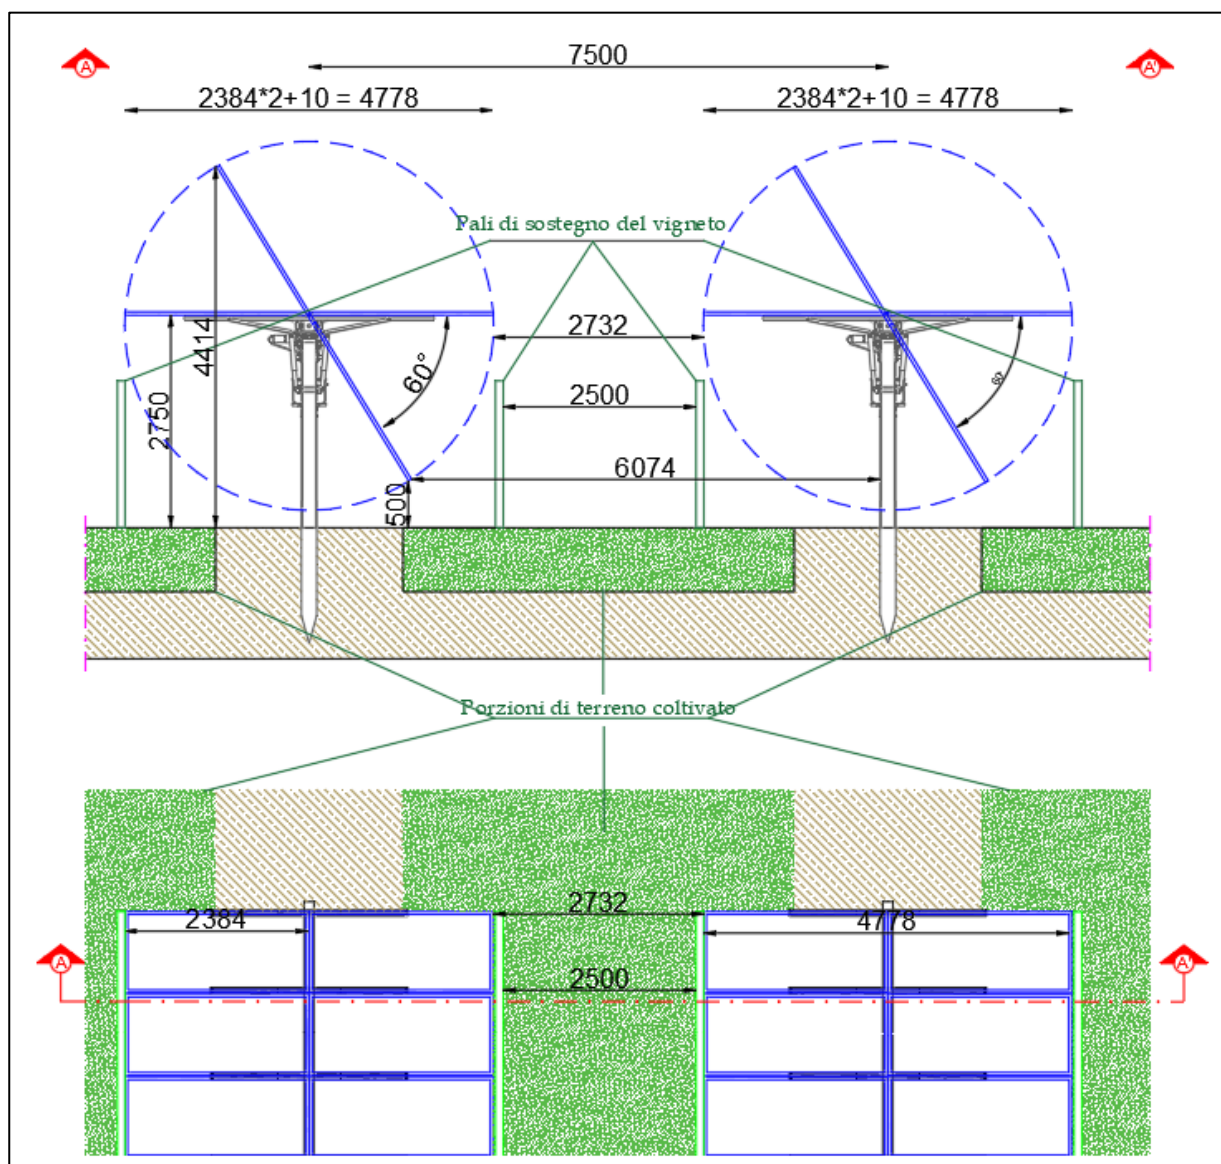 A
7500
A'
2384*2+10 = 4778
2384*2+10 = 4778
Pali di sostegno del vigneto
2732
4414
60°
60°
2750
2500
6074
500
Porzioni di terreno coltivato
2732
2384
4778
A
2500
A'